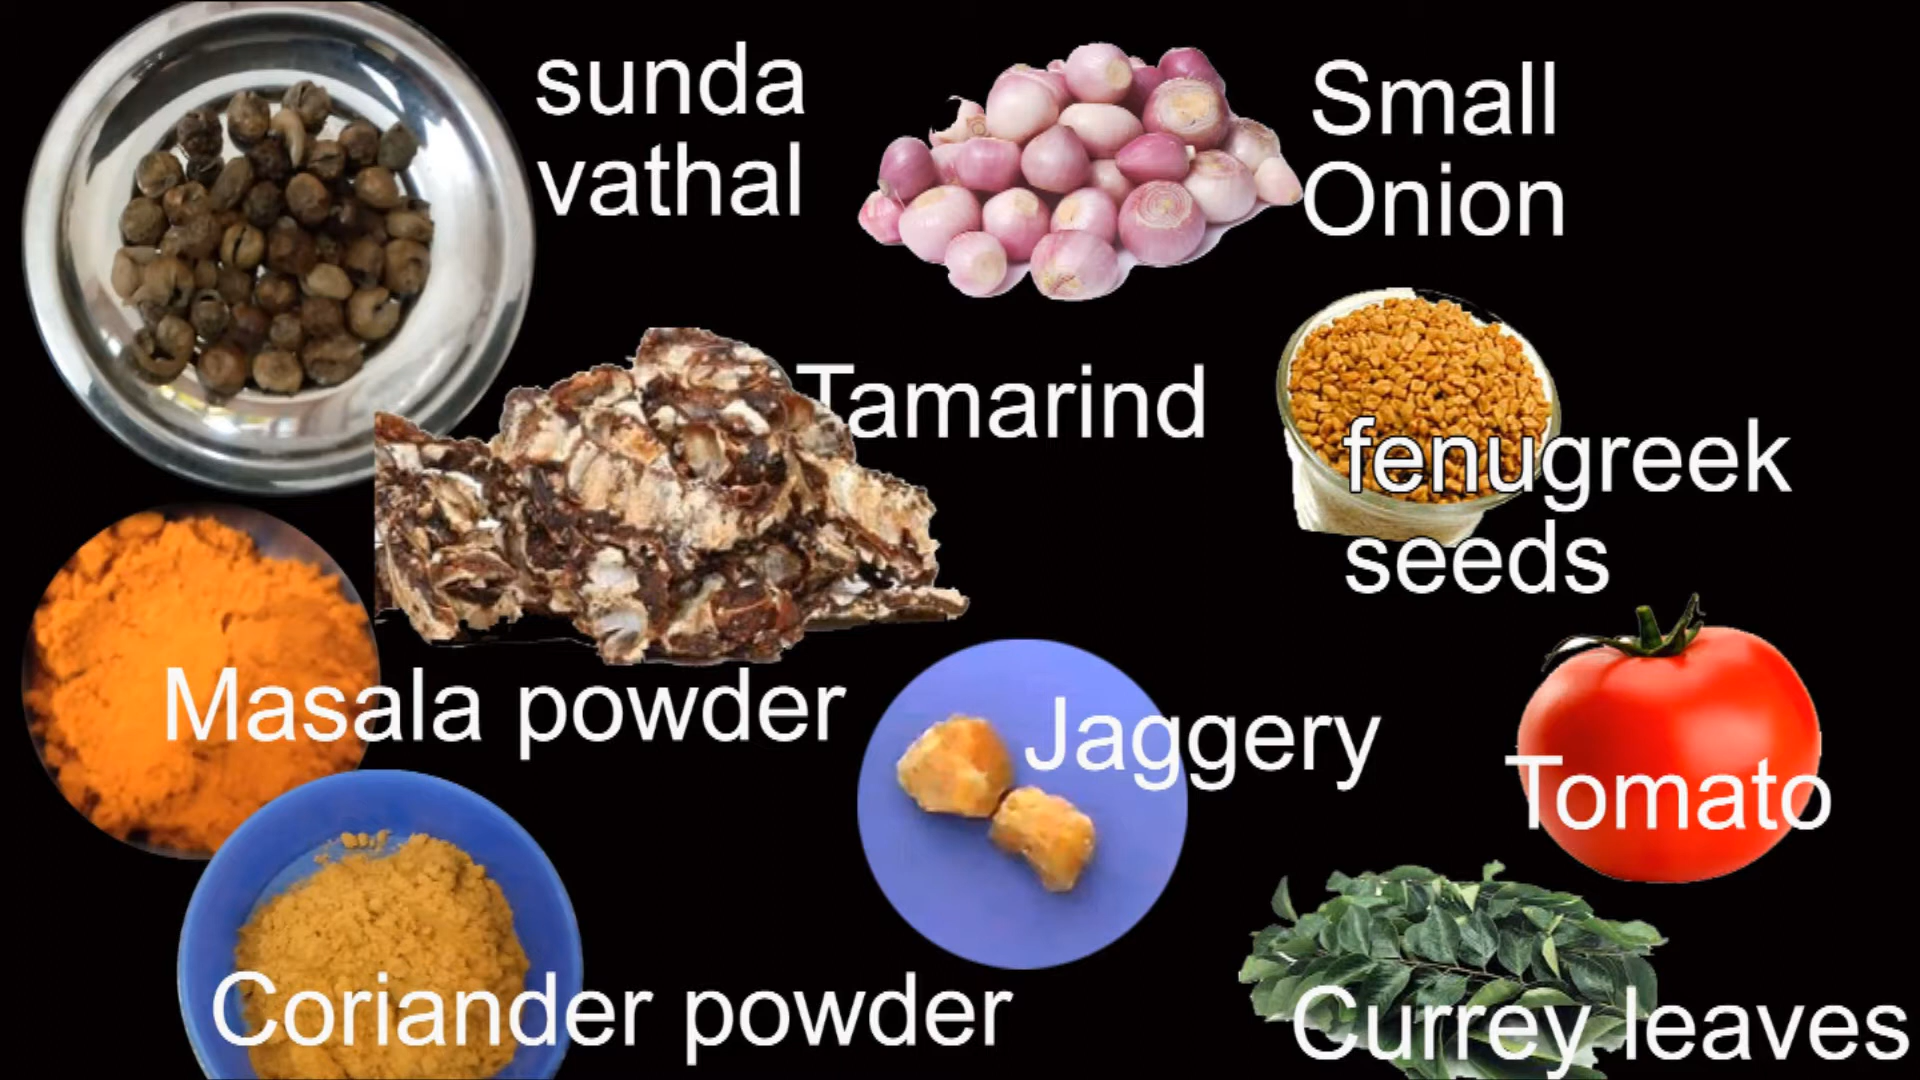 sunda
vathal
Small
Onion
Tamarind
fenugreek
seeds
Masala powder
Jaggery
Tomato
Coriander powder
Currey leaves